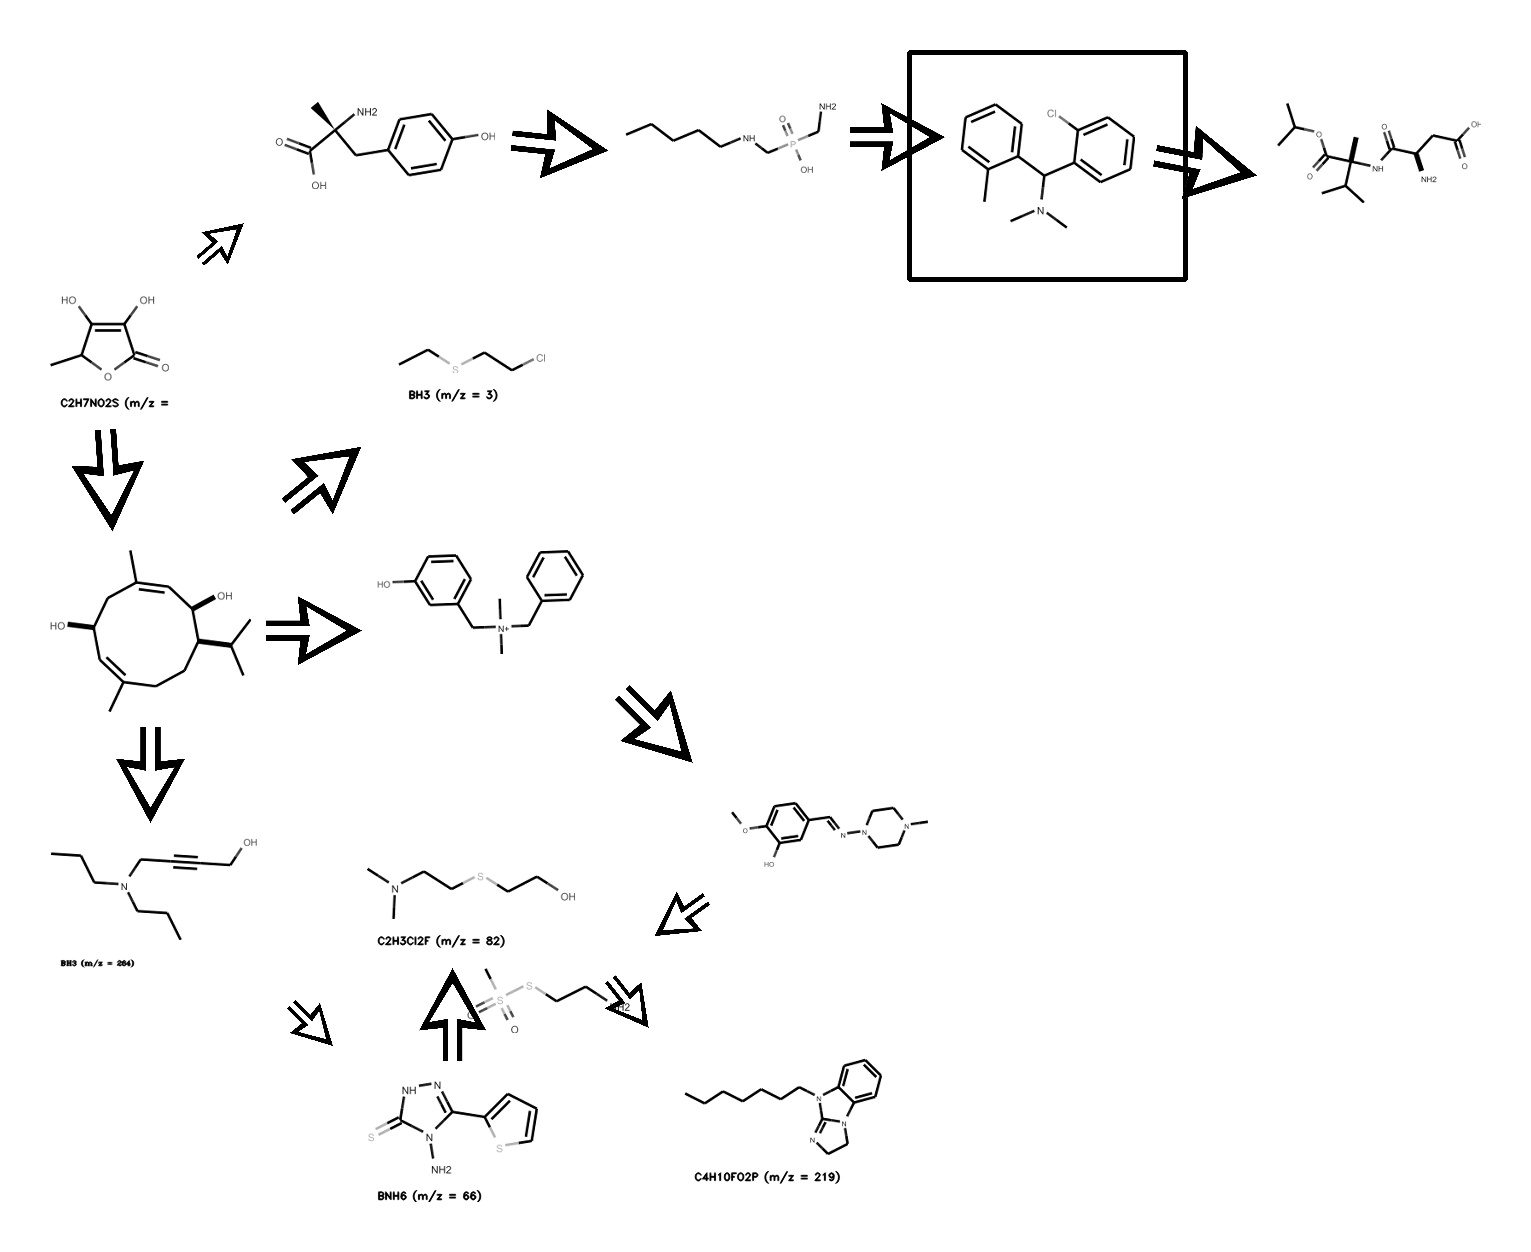 NH2
O
OH
OH
NH
O
P
NH2
OH
Cl
N
O
O
O
NH
NH2
OH
O
HO
OH
O
O
C2H7NO2S (m/z =
S
Cl
BH3 (m/z = 3)
HO
OH
HO
N+
O
HO
N
N
N
N
OH
BH3 (m/z = 264)
N
S
OH
C2H3Cl2F (m/z = 82)
S
S
O
NH
N
S
N
S
NH2
BNH6 (m/z = 66)
N
N
N
C4H10FO2P (m/z = 219)